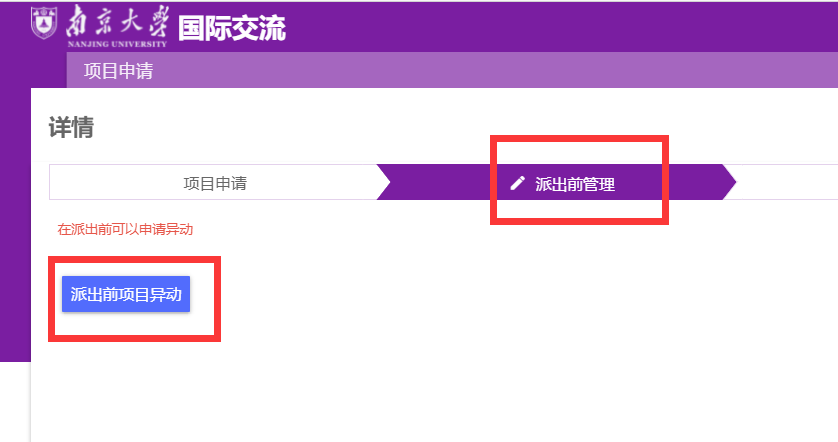 南京大学
NANJING UNIVERSITY
国际交流
项目申请
详情
项目申请
派出前管理
在派出前可以申请异动
派出前项目异动